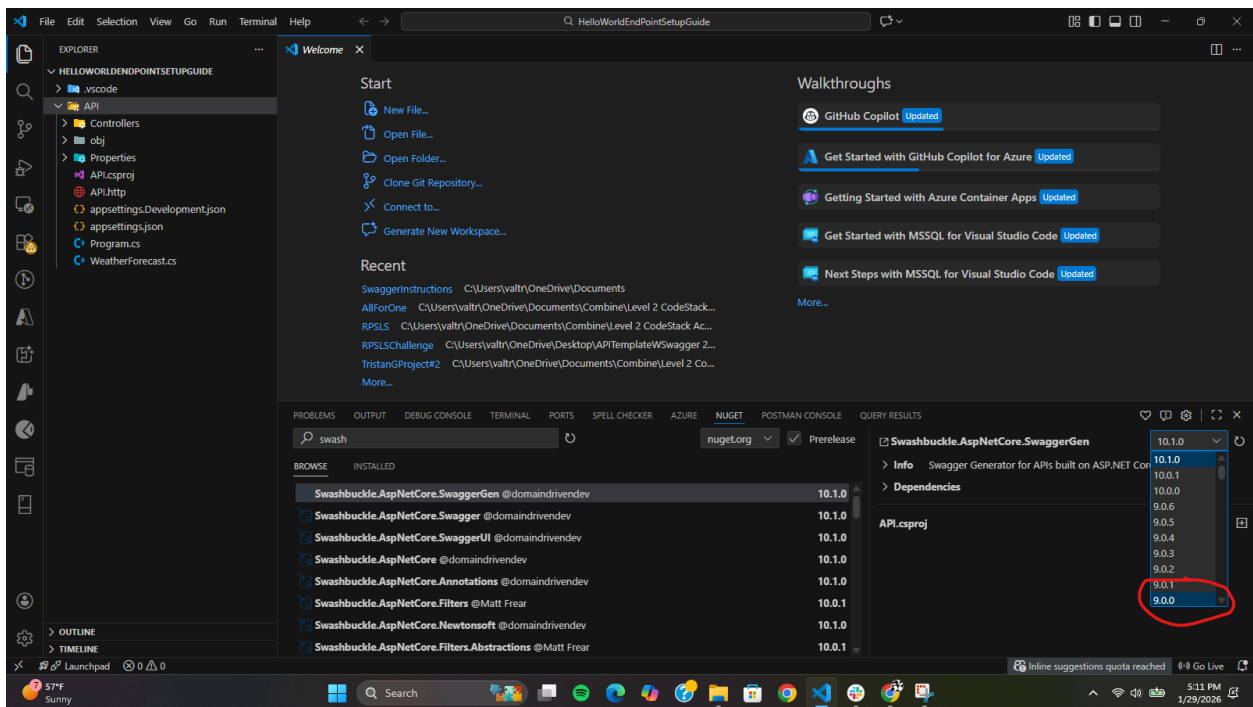 File Edit Selection View Go Run Terminal Help
HelloWorldEndPointSetupGuide
EXPLORER
HELLOWORLDENDPOINTSETUPGUIDE
.vscode
API
Controllers
obj
Properties
API.csproj
API.http
appsettings.Development.json
appsettings.json
Program.cs
WeatherForecast.cs
OUTLINE
TIMELINE
Welcome
Start
New File...
Open File...
Open Folder...
Clone Git Repository...
Connect to...
Generate New Workspace...
Recent
SwaggerInstructions C:\Users\valtr\OneDrive\Documents
AllForOne C:\Users\valtr\OneDrive\Documents\Combine\Level 2 CodeStack...
RPSLS C:\Users\valtr\OneDrive\Documents\Combine\Level 2 CodeStack Ac...
RPSLSChallenge C:\Users\valtr\OneDrive\Desktop\APITemplateWSwagger 2...
TristanGProject#2 C:\Users\valtr\OneDrive\Documents\Combine\Level 2 Co...
More...
Walkthroughs
GitHub Copilot Updated
Get Started with GitHub Copilot for Azure Updated
Getting Started with Azure Container Apps Updated
Get Started with MSSQL for Visual Studio Code Updated
Next Steps with MSSQL for Visual Studio Code Updated
More...
PROBLEMS OUTPUT DEBUG CONSOLE TERMINAL PORTS SPELL CHECKER AZURE NUGET POSTMAN CONSOLE QUERY RESULTS
swash
nuget.org
Prerelease
BROWSE INSTALLED
Swashbuckle.AspNetCore.SwaggerGen @domaindrivendev 10.1.0
Swashbuckle.AspNetCore.Swagger @domaindrivendev 10.1.0
Swashbuckle.AspNetCore.SwaggerUI @domaindrivendev 10.1.0
Swashbuckle.AspNetCore @domaindrivendev 10.1.0
Swashbuckle.AspNetCore.Annotations @domaindrivendev 10.1.0
Swashbuckle.AspNetCore.Filters @Matt Frear 10.0.1
Swashbuckle.AspNetCore.Newtonsoft @domaindrivendev 10.1.0
Swashbuckle.AspNetCore.Filters.Abstractions @Matt Frear 10.0.1
Swashbuckle.AspNetCore.SwaggerGen 10.1.0
Info Swagger Generator for APIs built on ASP.NET Cor
Dependencies
API.csproj
10.1.0
10.0.1
10.0.0
9.0.6
9.0.5
9.0.4
9.0.3
9.0.2
9.0.1
9.0.0
Launchpad 0 0
Inline suggestions quota reached Go Live
7
57°F
Sunny
Search
5:11 PM
1/29/2026